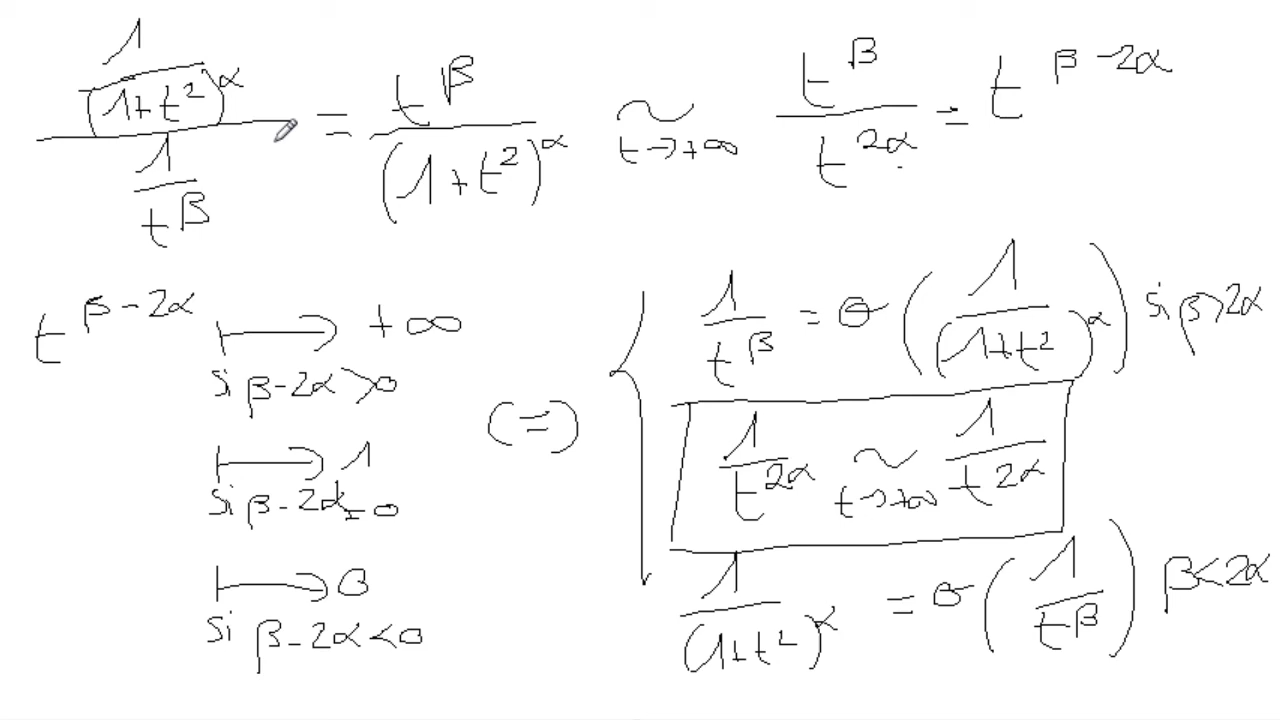 1/(1+t²)^α / 1/t^β = t^β/(1+t²)^α ~ t→+∞ t^β/t^2α = t^β-2α
t^β-2α ↦ +∞ si β-2α>0
↦ 1 si β-2α=0
↦ 0 si β-2α<0
(=) { 1/t^β = o(1/(1+t²)^α) si β>2α
1/t^2α ~ t→+∞ 1/t^2α
1/(1+t²)^α = o(1/t^β) β<2α